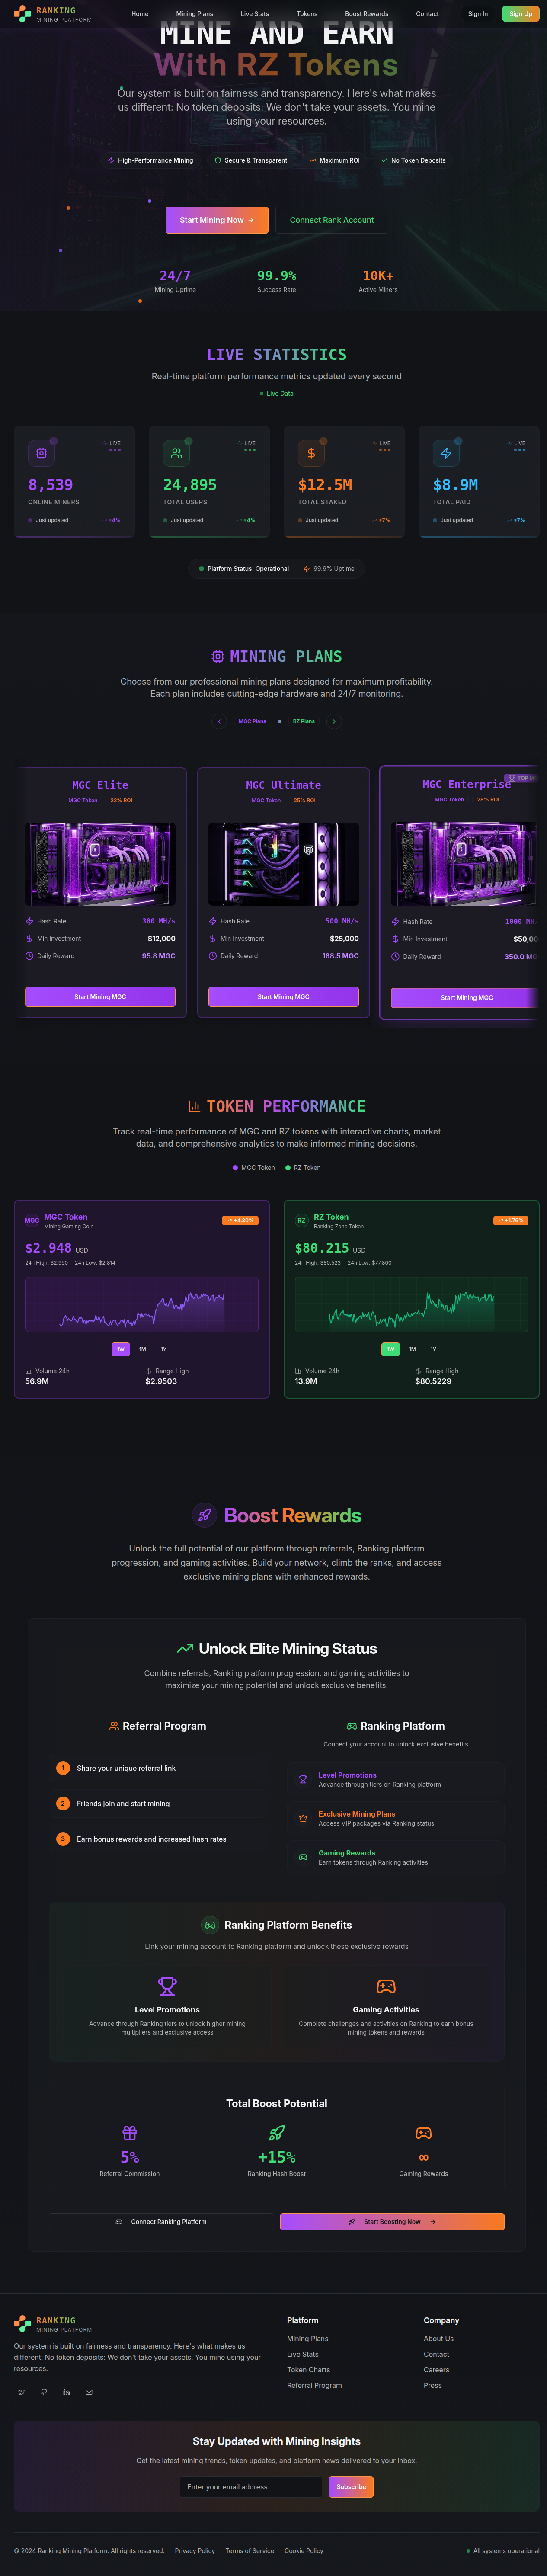 RANKING
MINING PLATFORM
Home
Mining Plans
Live Stats
Tokens
Boost Rewards
Contact
Sign In
Sign Up
MINE AND EARN
With RZ Tokens
Our system is built on fairness and transparency. Here's what makes
us different: No token deposits: We don't take your assets. You mine
using your resources.
High-Performance Mining
Secure & Transparent
Maximum ROI
No Token Deposits
Start Mining Now →
Connect Rank Account
24/7
Mining Uptime
99.9%
Success Rate
10K+
Active Miners
LIVE STATISTICS
Real-time platform performance metrics updated every second
Live Data
LIVE
8,539
ONLINE MINERS
Just updated
+4%
LIVE
24,895
TOTAL USERS
Just updated
+4%
LIVE
$12.5M
TOTAL STAKED
Just updated
+7%
LIVE
$8.9M
TOTAL PAID
Just updated
+7%
Platform Status: Operational
99.9% Uptime
MINING PLANS
Choose from our professional mining plans designed for maximum profitability.
Each plan includes cutting-edge hardware and 24/7 monitoring.
MGC Plans
RZ Plans
MGC Elite
MGC Token
22% ROI
Hash Rate
300 MH/s
Min Investment
$12,000
Daily Reward
95.8 MGC
Start Mining MGC
MGC Ultimate
MGC Token
25% ROI
Hash Rate
500 MH/s
Min Investment
$25,000
Daily Reward
168.5 MGC
Start Mining MGC
TOP
MGC Enterprise
MGC Token
28% ROI
Hash Rate
1000 MH/
Min Investment
$50,00
Daily Reward
350.0 MG
Start Mining MGC
TOKEN PERFORMANCE
Track real-time performance of MGC and RZ tokens with interactive charts, market
data, and comprehensive analytics to make informed mining decisions.
MGC Token
RZ Token
MGC
MGC Token
Mining Gaming Coin
+4.30%
$2.948 USD
24h High: $2.950
24h Low: $2.814
1W
1M
1Y
Volume 24h
56.9M
Range High
$2.9503
RZ
RZ Token
Ranking Zone Token
+1.76%
$80.215 USD
24h High: $80.523
24h Low: $77.800
1W
1M
1Y
Volume 24h
13.9M
Range High
$80.5229
Boost Rewards
Unlock the full potential of our platform through referrals, Ranking platform
progression, and gaming activities. Build your network, climb the ranks, and access
exclusive mining plans with enhanced rewards.
Unlock Elite Mining Status
Combine referrals, Ranking platform progression, and gaming activities to
maximize your mining potential and unlock exclusive benefits.
Referral Program
1
Share your unique referral link
2
Friends join and start mining
3
Earn bonus rewards and increased hash rates
Ranking Platform
Connect your account to unlock exclusive benefits
Level Promotions
Advance through tiers on Ranking platform
Exclusive Mining Plans
Access VIP packages via Ranking status
Gaming Rewards
Earn tokens through Ranking activities
Ranking Platform Benefits
Link your mining account to Ranking platform and unlock these exclusive rewards
Level Promotions
Advance through Ranking tiers to unlock higher mining
multipliers and exclusive access
Gaming Activities
Complete challenges and activities on Ranking to earn bonus
mining tokens and rewards
Total Boost Potential
5%
Referral Commission
+15%
Ranking Hash Boost
∞
Gaming Rewards
Connect Ranking Platform
Start Boosting Now →
RANKING
MINING PLATFORM
Our system is built on fairness and transparency. Here's what makes us
different: No token deposits: We don't take your assets. You mine using your
resources.
Platform
Mining Plans
Live Stats
Token Charts
Referral Program
Company
About Us
Contact
Careers
Press
Stay Updated with Mining Insights
Get the latest mining trends, token updates, and platform news delivered to your inbox.
Enter your email address
Subscribe
© 2024 Ranking Mining Platform. All rights reserved.
Privacy Policy
Terms of Service
Cookie Policy
All systems operational